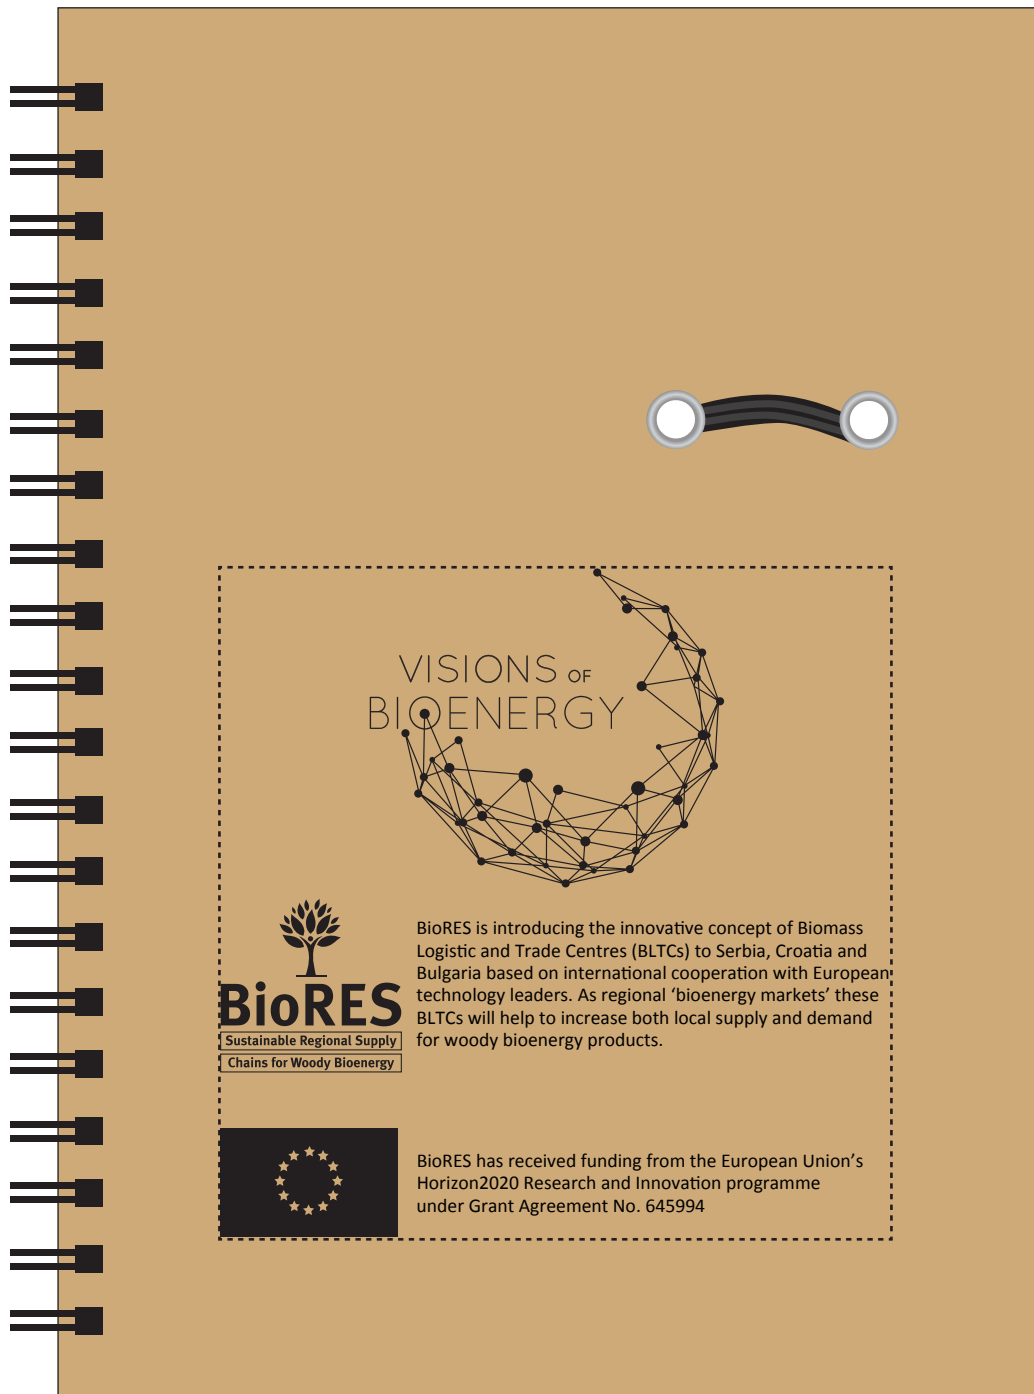 VISIONS OF
BIOENERGY
BioRES
Sustainable Regional Supply
Chains for Woody Bioenergy
BioRES is introducing the innovative concept of Biomass
Logistic and Trade Centres (BLTCs) to Serbia, Croatia and
Bulgaria based on international cooperation with European
technology leaders. As regional ‘bioenergy markets’ these
BLTCs will help to increase both local supply and demand
for woody bioenergy products.
BioRES has received funding from the European Union’s
Horizon2020 Research and Innovation programme
under Grant Agreement No. 645994